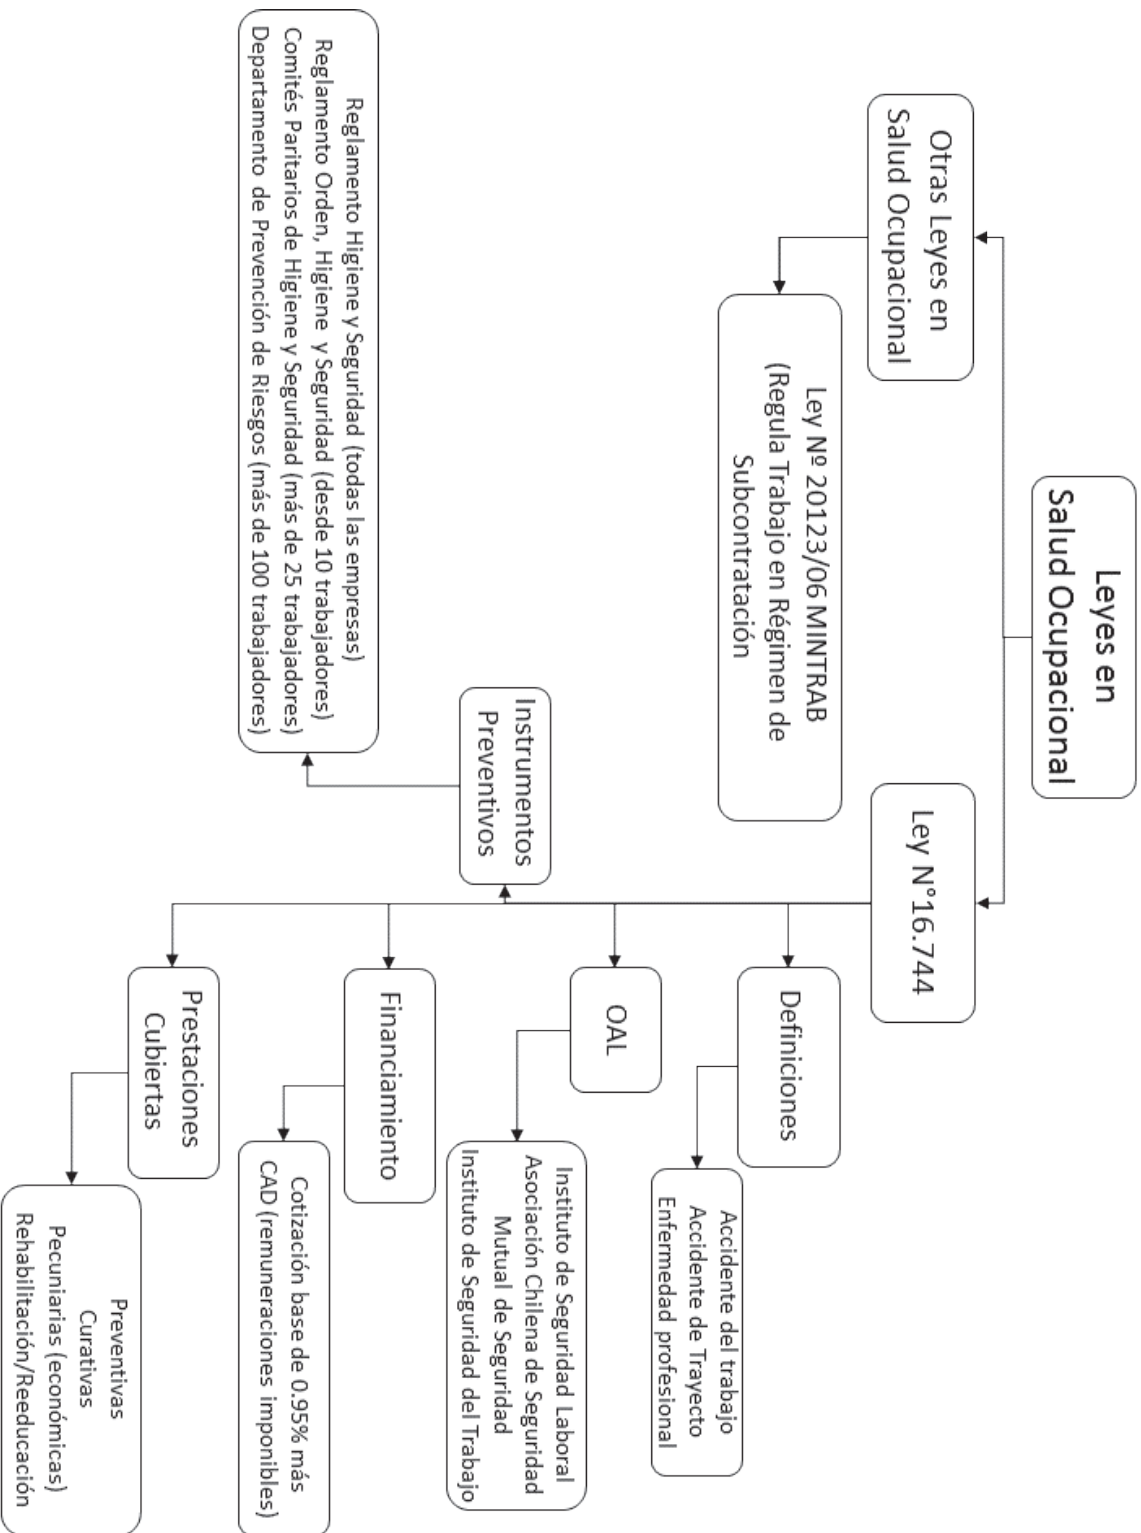 Leyes en
Salud Ocupacional
Otras Leyes en
Salud Ocupacional
Ley Nº 20123/06 MINTRAB
(Regula Trabajo en Régimen de
Subcontratación
Ley N°16.744
Definiciones
Accidente del trabajo
Accidente de Trayecto
Enfermedad profesional
OAL
Instituto de Seguridad Laboral
Asociación Chilena de Seguridad
Mutual de Seguridad
Instituto de Seguridad del Trabajo
Instrumentos
Preventivos
Reglamento Higiene y Seguridad (todas las empresas)
Reglamento Orden, Higiene y Seguridad (desde 10 trabajadores)
Comités Paritarios de Higiene y Seguridad (más de 25 trabajadores)
Departamento de Prevención de Riesgos (más de 100 trabajadores)
Financiamiento
Cotización base de 0.95% más
CAD (remuneraciones imponibles)
Prestaciones
Cubiertas
Preventivas
Curativas
Pecuniarias (económicas)
Rehabilitación/Reeducación